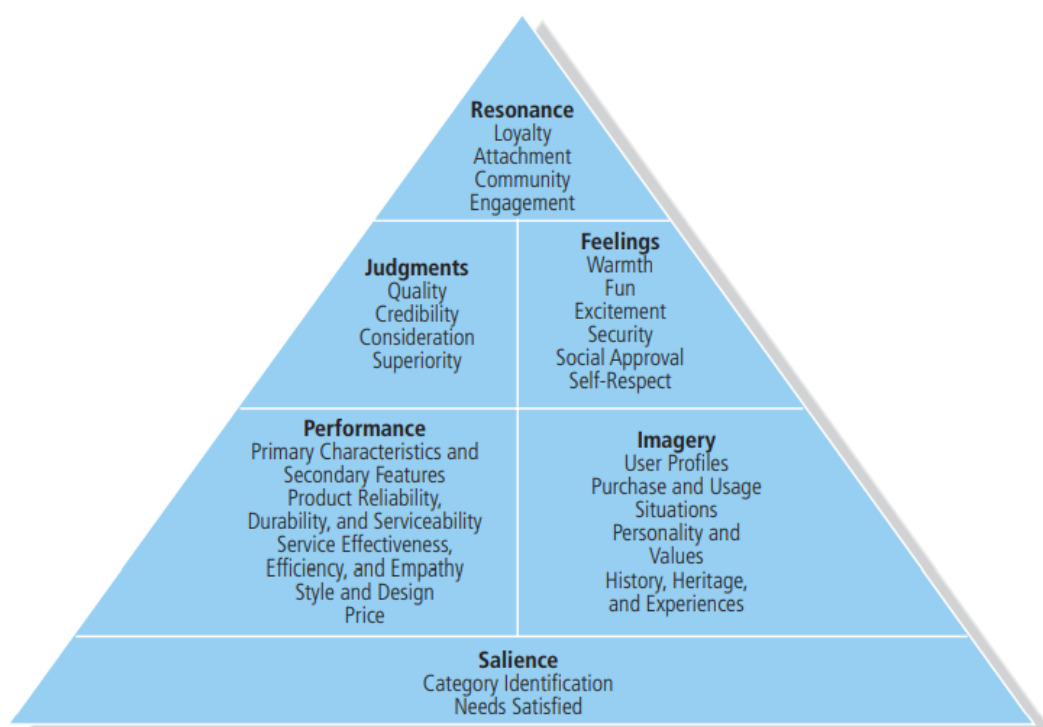 Resonance
Loyalty
Attachment
Community
Engagement
Judgments
Quality
Credibility
Consideration
Superiority
Feelings
Warmth
Fun
Excitement
Security
Social Approval
Self-Respect
Performance
Primary Characteristics and
Secondary Features
Product Reliability,
Durability, and Serviceability
Service Effectiveness,
Efficiency, and Empathy
Style and Design
Price
Imagery
User Profiles
Purchase and Usage
Situations
Personality and
Values
History, Heritage,
and Experiences
Salience
Category Identification
Needs Satisfied